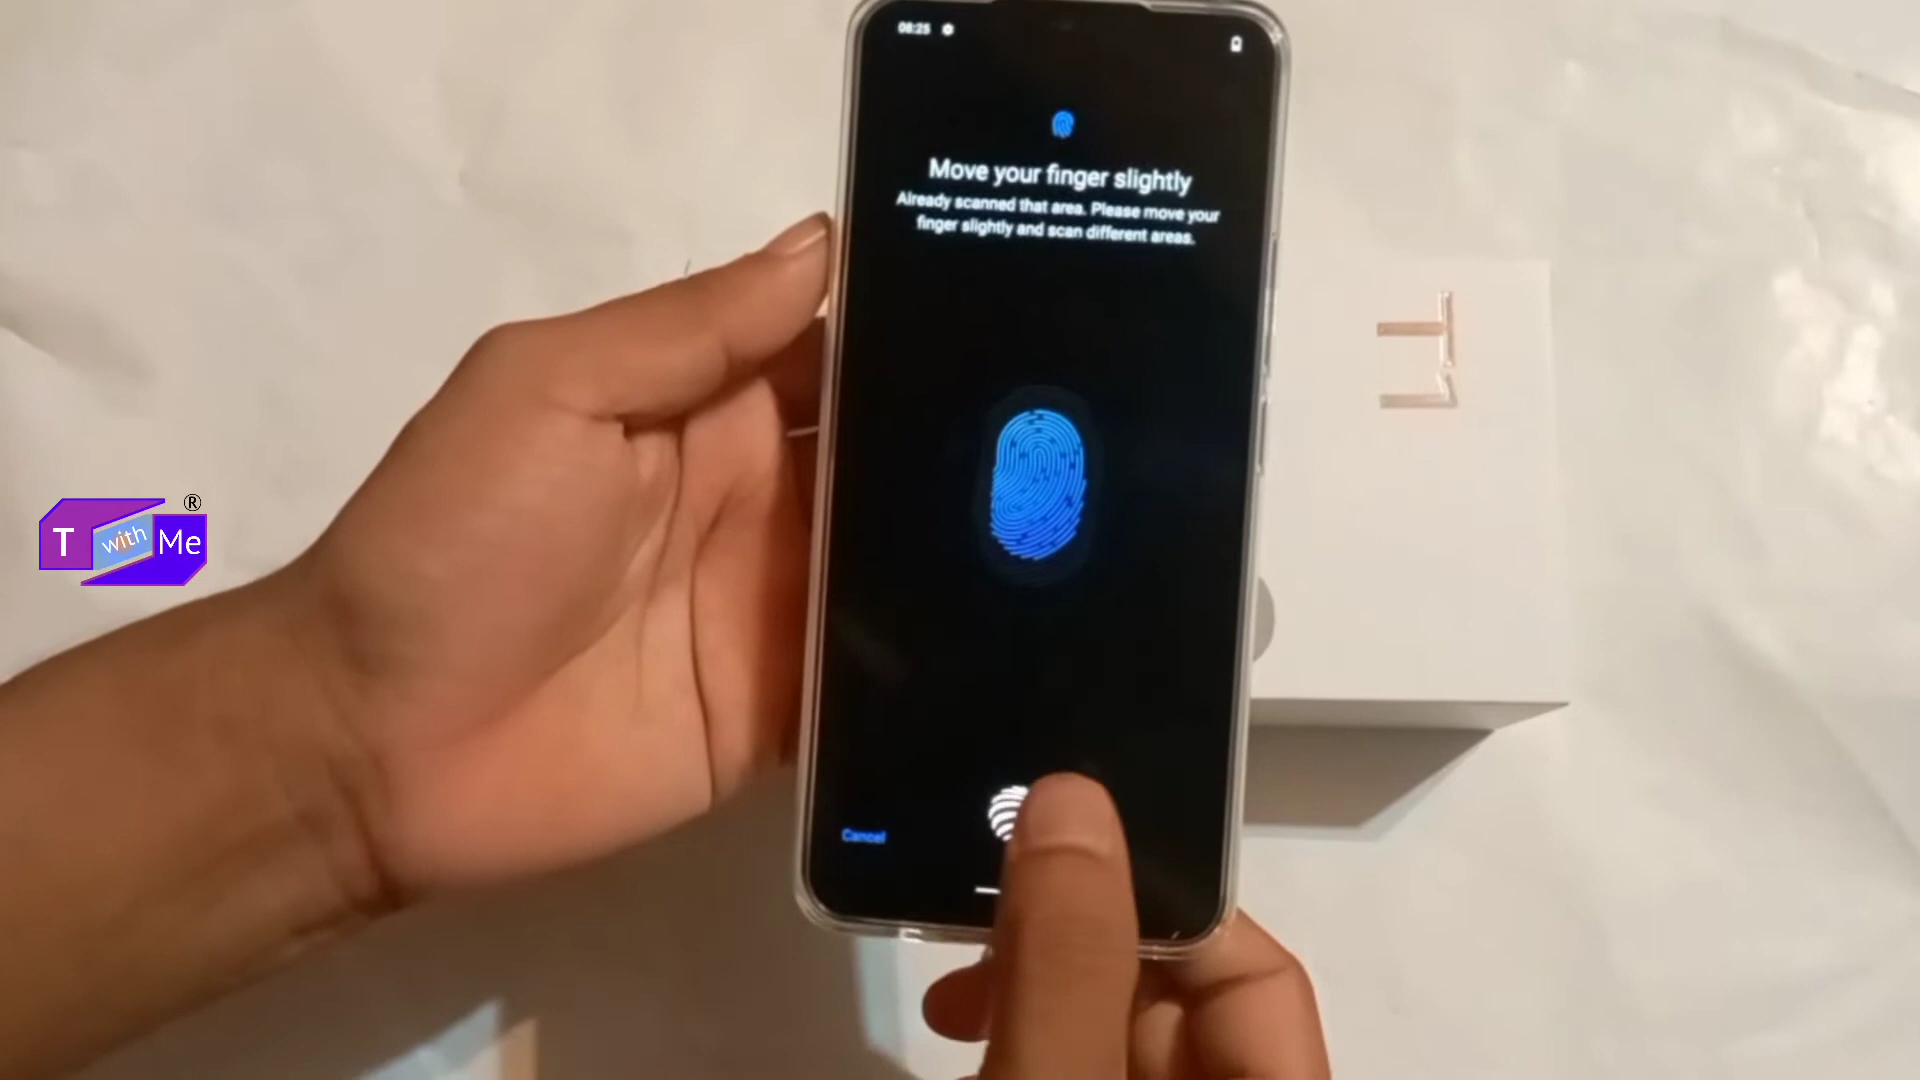 08:25
Move your finger slightly
Already scanned that area. Please move your
finger slightly and scan different areas.
Cancel
T with Me ®